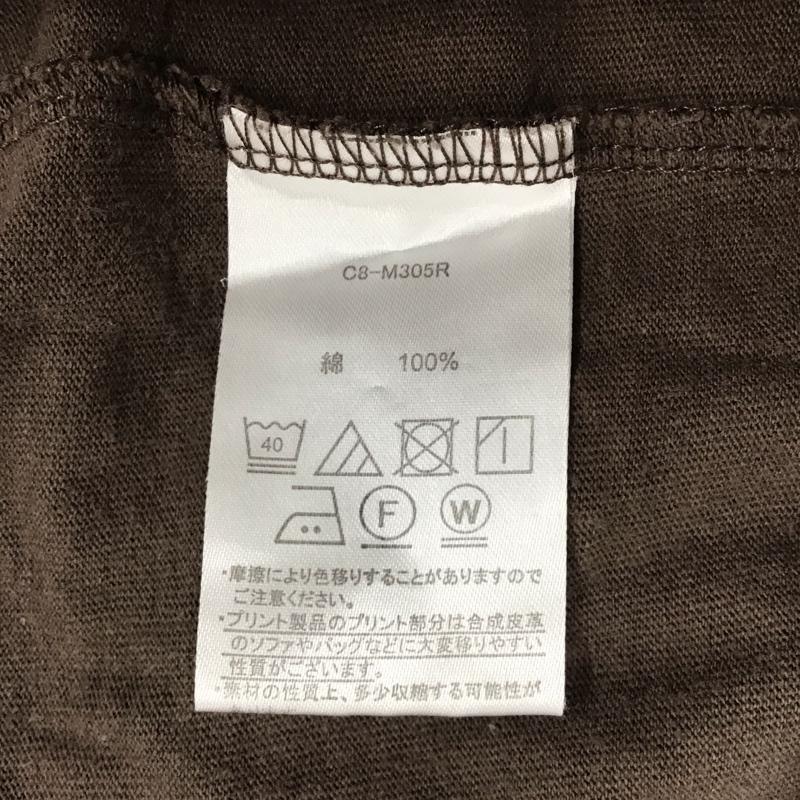 C8-M305R
綿 100%
40
F W
・摩擦により色移りすることがありますので
ご注意ください。
・プリント製品のプリント部分は合成皮革
のソファやバッグなどに大変移りやすい
性質がございます。
・素材の性質上、多少収縮する可能性が